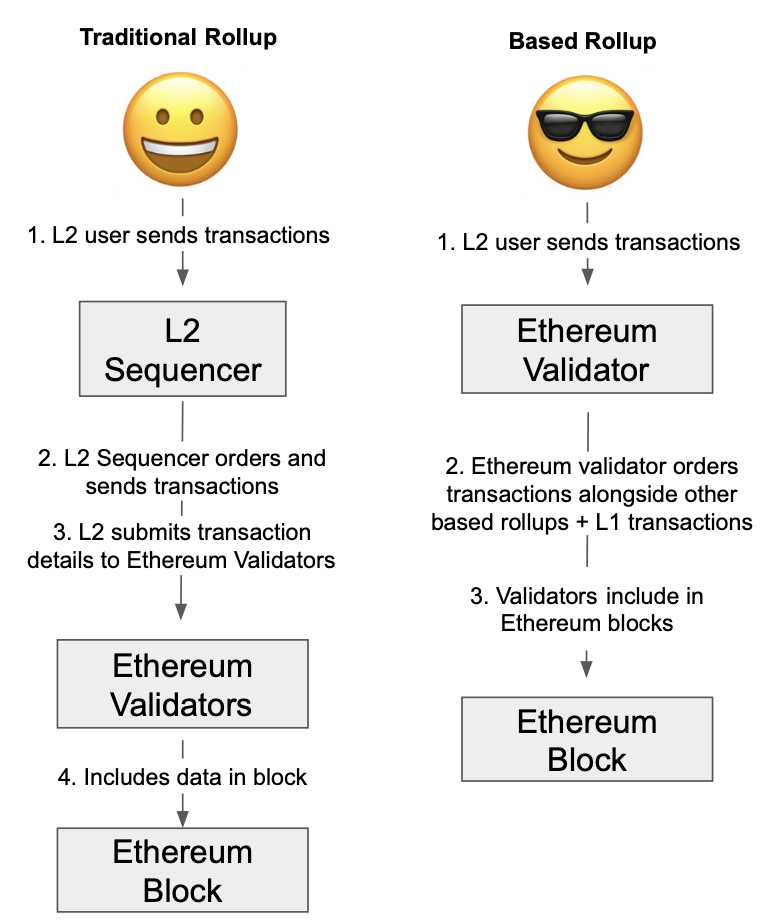 Traditional Rollup
1. L2 user sends transactions
L2
Sequencer
2. L2 Sequencer orders and
sends transactions
3. L2 submits transaction
details to Ethereum Validators
Ethereum
Validators
4. Includes data in block
Ethereum
Block
Based Rollup
1. L2 user sends transactions
Ethereum
Validator
2. Ethereum validator orders
transactions alongside other
based rollups + L1 transactions
3. Validators include in
Ethereum blocks
Ethereum
Block